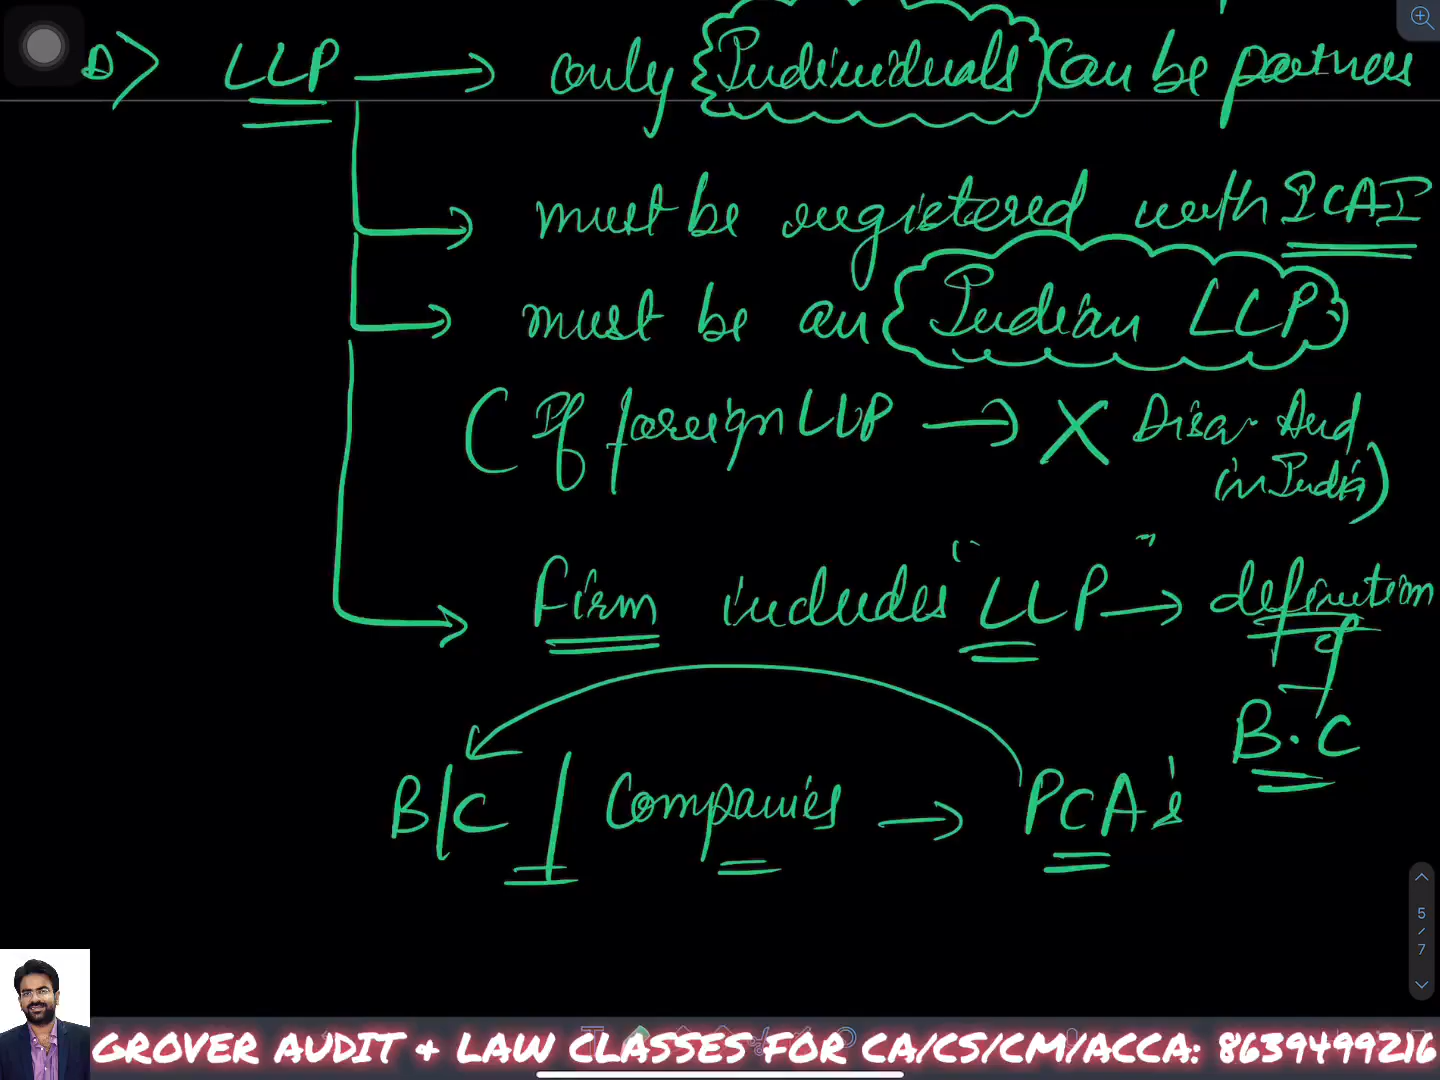 D> LLP → only Individuals can be partners
must be registered with ICAI
must be an Indian LLP
( If foreign LLP → X Disa. Aud
in India)
Firm includes "LLP" → definition
of
B.C
B/C / Companies → PCA's
5
/
7
GROVER AUDIT + LAW CLASSES FOR CA/CS/CM/ACCA: 8639499216